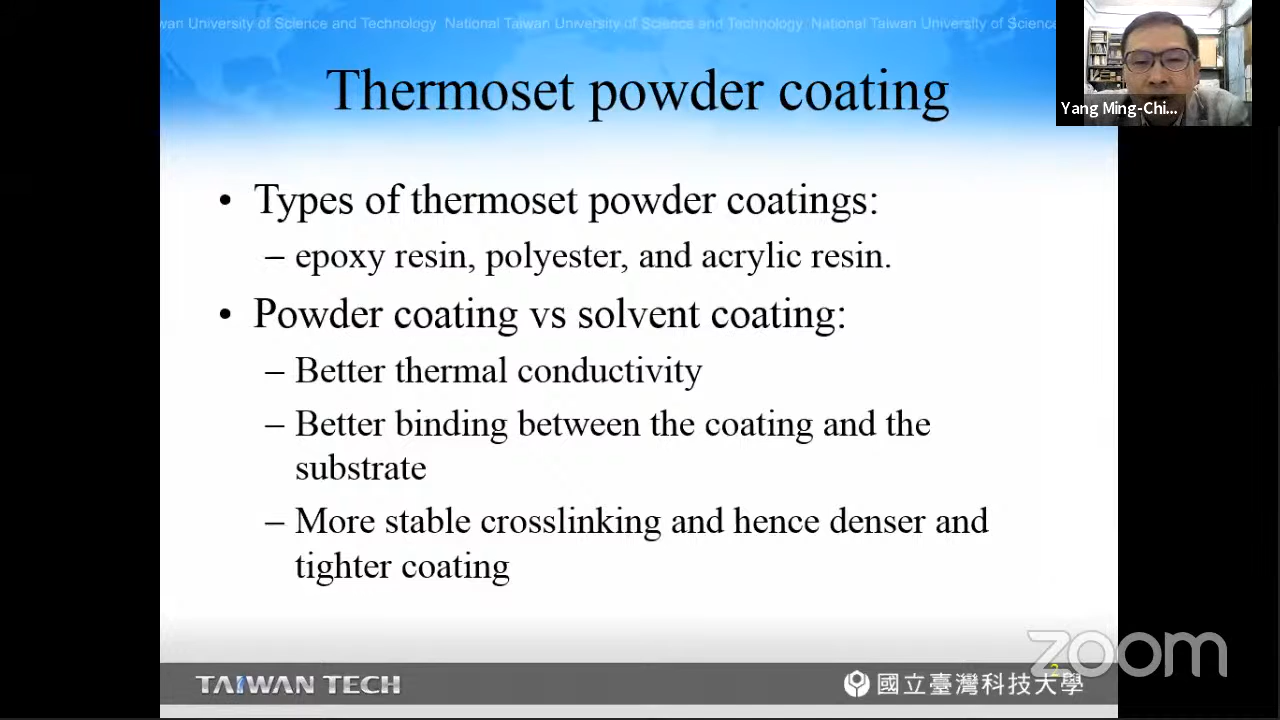 wan University of Science and Technology National Taiwan University of Science and Technology National Taiwan University of Science
Thermoset powder coating
Yang Ming-Chi...
• Types of thermoset powder coatings:
– epoxy resin, polyester, and acrylic resin.
• Powder coating vs solvent coating:
– Better thermal conductivity
– Better binding between the coating and the
substrate
– More stable crosslinking and hence denser and
tighter coating
zoom
2
TAIWAN TECH
國立臺灣科技大學